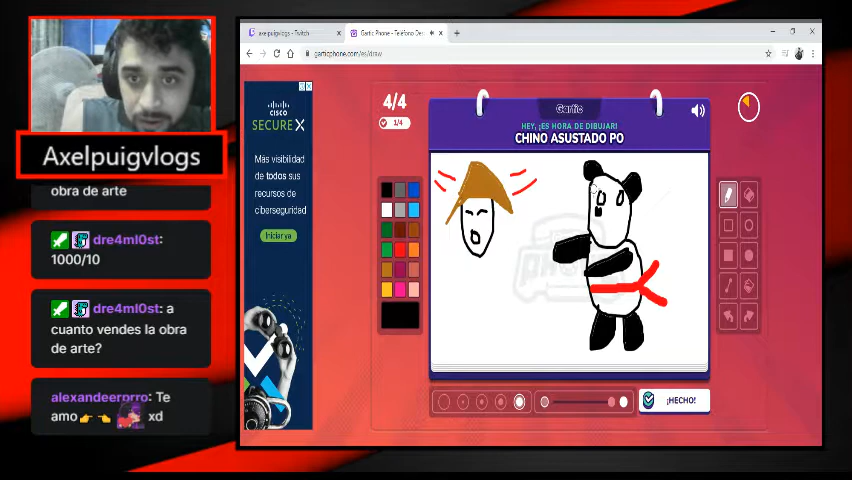 axelpuigvlogs - Twitch
Gartic Phone - Teléfono Des
garticphone.com/es/draw
Axelpuigvlogs
obra de arte
dre4ml0st:
1000/10
dre4ml0st: a
cuanto vendes la obra
de arte?
alexandeerprro: Te
amo xd
CISCO
SECURE X
Más visibilidad
de todos sus
recursos de
ciberseguridad
Iniciar ya
4/4
1/4
Gartic
HEY, ¡ES HORA DE DIBUJAR!
CHINO ASUSTADO PO
¡HECHO!